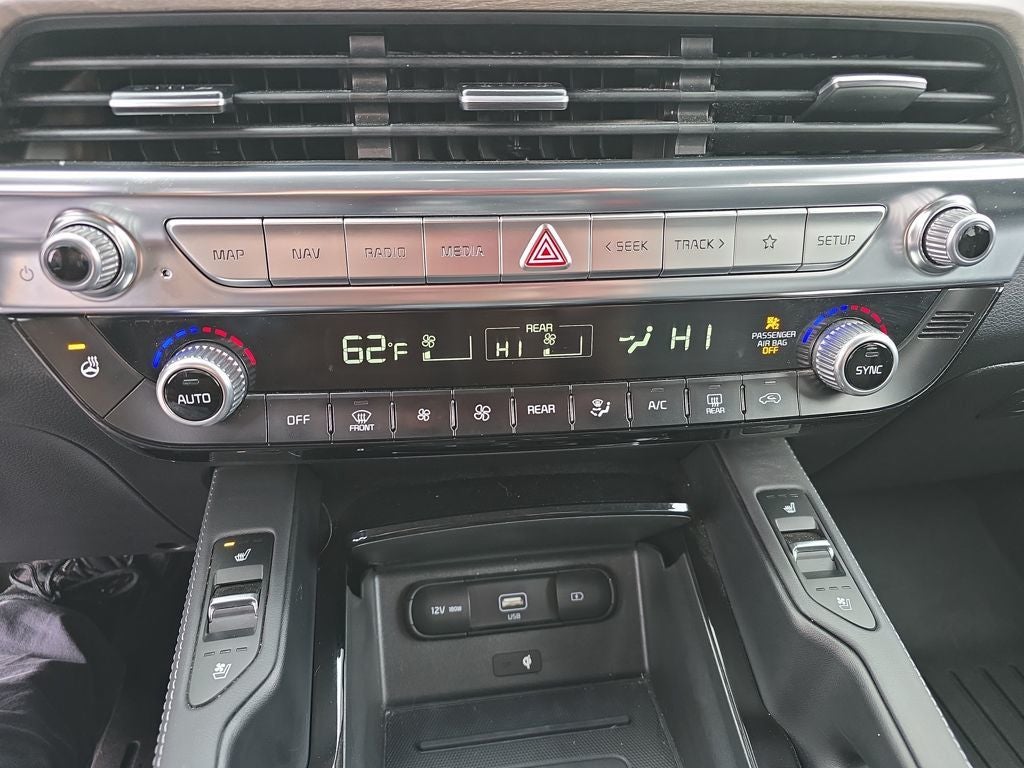 MAP NAV RADIO MEDIA < SEEK TRACK > SETUP
62°F
REAR
HI
HI
PASSENGER
AIR BAG
OFF
AUTO
SYNC
OFF
FRONT
REAR
A/C
REAR
12V 180W
USB